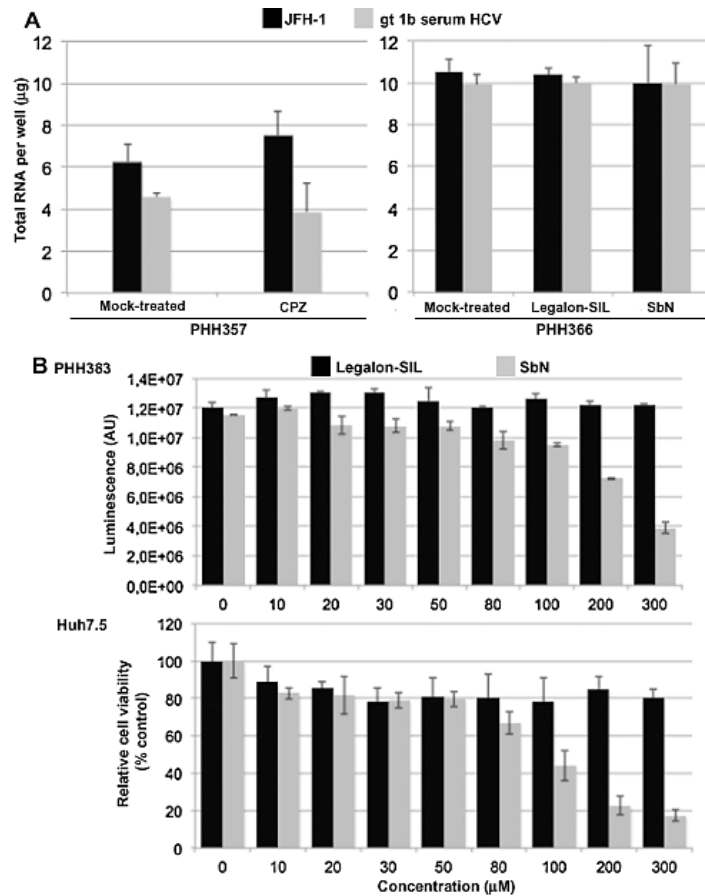 A
JFH-1 gt 1b serum HCV
Total RNA per well (µg)
12 12
10 10
8 8
6 6
4 4
2 2
0 0
Mock-treated CPZ Mock-treated Legalon-SIL SbN
PHH357 PHH366
B PHH383 Legalon-SIL SbN
Luminescence (AU)
1,4E+07
1,2E+07
1,0E+07
8,0E+06
6,0E+06
4,0E+06
2,0E+06
0,0E+00
0 10 20 30 50 80 100 200 300
Huh7.5
Relative cell viability
(% control)
120
100
80
60
40
20
0
0 10 20 30 50 80 100 200 300
Concentration (µM)